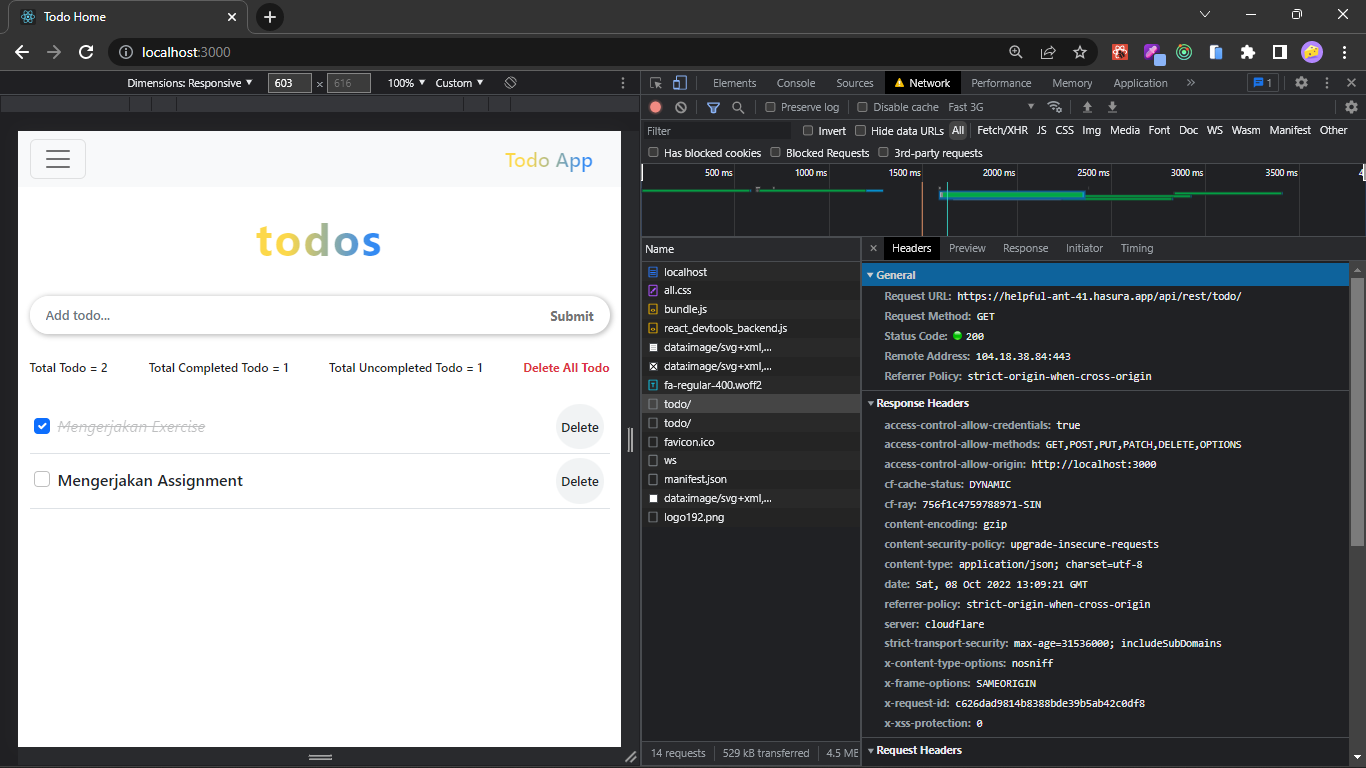 Todo Home
localhost:3000
Dimensions: Responsive 603 × 616 100% Custom
Todo App
todos
Add todo... Submit
Total Todo = 2 Total Completed Todo = 1 Total Uncompleted Todo = 1 Delete All Todo
Mengerjakan Exercise Delete
Mengerjakan Assignment Delete
Elements Console Sources Network Performance Memory Application » 1
Preserve log Disable cache Fast 3G
Filter Invert Hide data URLs All Fetch/XHR JS CSS Img Media Font Doc WS Wasm Manifest Other
Has blocked cookies Blocked Requests 3rd-party requests
500 ms 1000 ms 1500 ms 2000 ms 2500 ms 3000 ms 3500 ms 4
Name
localhost
all.css
bundle.js
react_devtools_backend.js
data:image/svg+xml,...
data:image/svg+xml,...
fa-regular-400.woff2
todo/
todo/
favicon.ico
ws
manifest.json
data:image/svg+xml,...
logo192.png
14 requests 529 kB transferred 4.5 MB
Headers Preview Response Initiator Timing
General
Request URL: https://helpful-ant-41.hasura.app/api/rest/todo/
Request Method: GET
Status Code: 200
Remote Address: 104.18.38.84:443
Referrer Policy: strict-origin-when-cross-origin
Response Headers
access-control-allow-credentials: true
access-control-allow-methods: GET,POST,PUT,PATCH,DELETE,OPTIONS
access-control-allow-origin: http://localhost:3000
cf-cache-status: DYNAMIC
cf-ray: 756f1c4759788971-SIN
content-encoding: gzip
content-security-policy: upgrade-insecure-requests
content-type: application/json; charset=utf-8
date: Sat, 08 Oct 2022 13:09:21 GMT
referrer-policy: strict-origin-when-cross-origin
server: cloudflare
strict-transport-security: max-age=31536000; includeSubDomains
x-content-type-options: nosniff
x-frame-options: SAMEORIGIN
x-request-id: c626dad9814b8388bde39b5ab42c0df8
x-xss-protection: 0
Request Headers